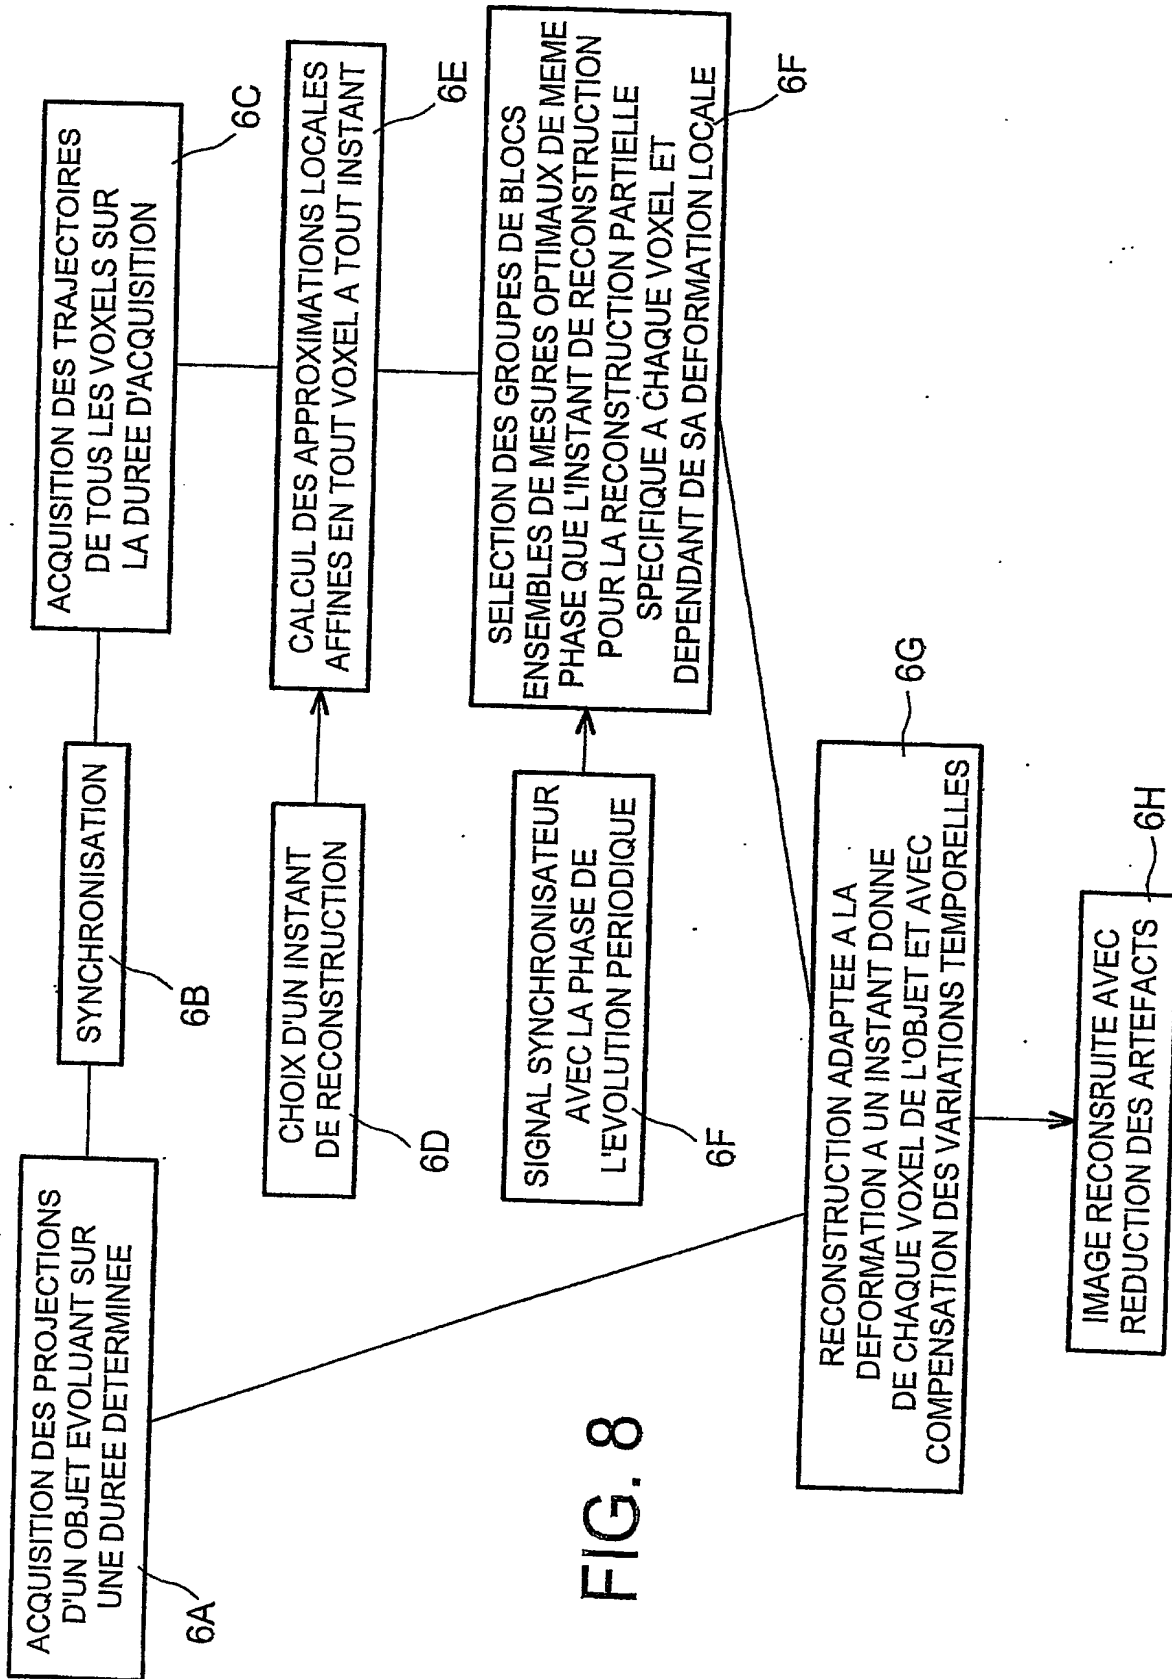 ACQUISITION DES PROJECTIONS
D'UN OBJET EVOLUANT SUR
UNE DUREE DETERMINEE
6A
SYNCHRONISATION
6B
ACQUISITION DES TRAJECTOIRES
DE TOUS LES VOXELS SUR
LA DUREE D'ACQUISITION
6C
CHOIX D'UN INSTANT
DE RECONSTRUCTION
6D
CALCUL DES APPROXIMATIONS LOCALES
AFFINES EN TOUT VOXEL A TOUT INSTANT
6E
SIGNAL SYNCHRONISATEUR
AVEC LA PHASE DE
L'EVOLUTION PERIODIQUE
6F
SELECTION DES GROUPES DE BLOCS
ENSEMBLES DE MESURES OPTIMAUX DE MEME
PHASE QUE L'INSTANT DE RECONSTRUCTION
POUR LA RECONSTRUCTION PARTIELLE
SPECIFIQUE A CHAQUE VOXEL ET
DEPENDANT DE SA DEFORMATION LOCALE
6F
RECONSTRUCTION ADAPTEE A LA
DEFORMATION A UN INSTANT DONNE
DE CHAQUE VOXEL DE L'OBJET ET AVEC
COMPENSATION DES VARIATIONS TEMPORELLES
6G
IMAGE RECONSRUITE AVEC
REDUCTION DES ARTEFACTS
6H
FIG. 8